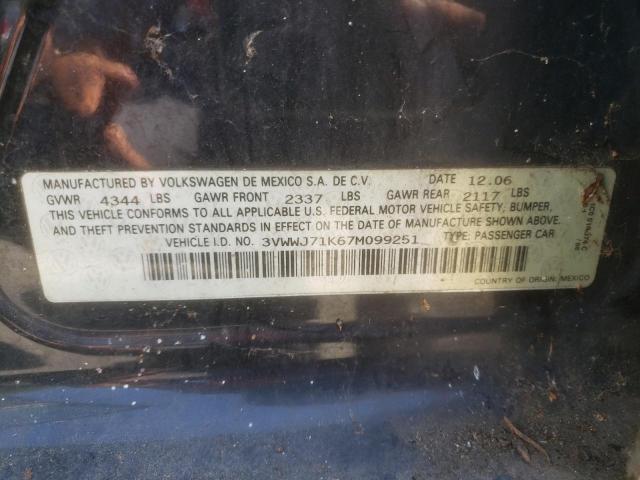 MANUFACTURED BY VOLKSWAGEN DE MEXICO S.A. DE C.V. DATE 12.06
GVWR 4344 LBS GAWR FRONT 2337 LBS GAWR REAR 2117 LBS
THIS VEHICLE CONFORMS TO ALL APPLICABLE U.S. FEDERAL MOTOR VEHICLE SAFETY, BUMPER,
AND THEFT PREVENTION STANDARDS IN EFFECT ON THE DATE OF MANUFACTURE SHOWN ABOVE.
VEHICLE I.D. NO. 3VWWJ71K67M099251 TYPE: PASSENGER CAR
COUNTRY OF ORIGIN: MEXICO